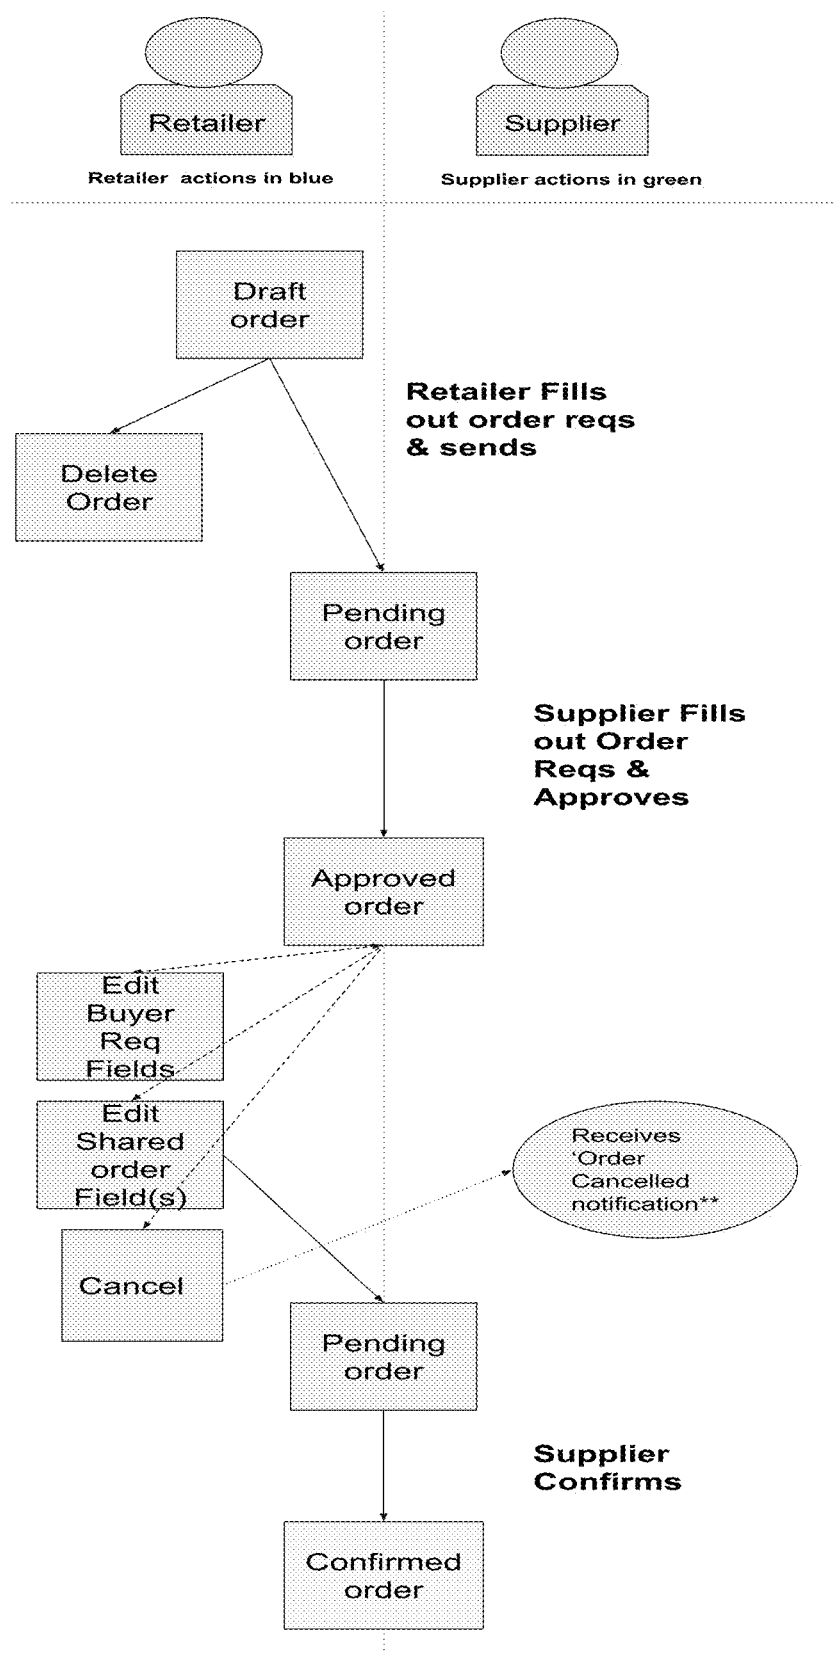 Retailer
Supplier
Retailer actions in blue
Supplier actions in green
Draft
order
Retailer Fills
out order reqs
& sends
Delete
Order
Pending
order
Supplier Fills
out Order
Reqs &
Approves
Approved
order
Edit
Buyer
Req
Fields
Edit
Shared
order
Field(s)
Receives
‘Order
Cancelled
notification**
Cancel
Pending
order
Supplier
Confirms
Confirmed
order